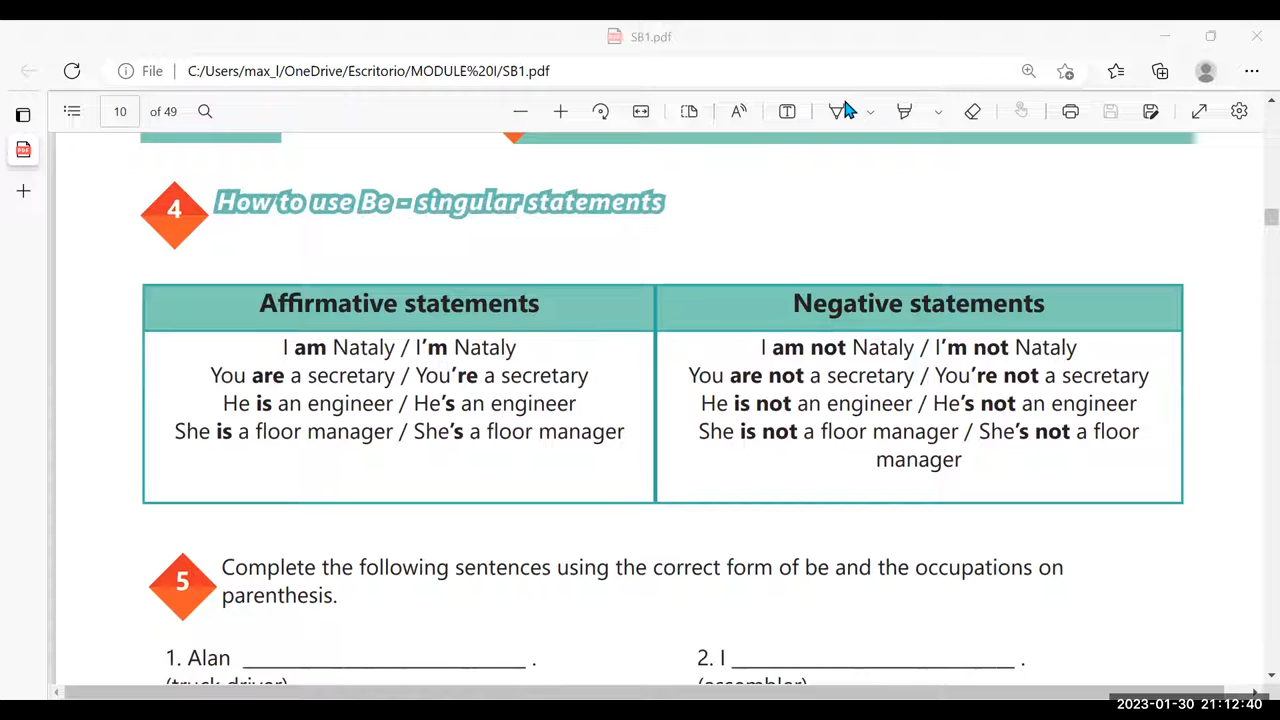 SB1.pdf
File C:/Users/max_l/OneDrive/Escritorio/MODULE%20I/SB1.pdf
10 of 49
4 How to use Be - singular statements
Affirmative statements
I am Nataly / I'm Nataly
You are a secretary / You're a secretary
He is an engineer / He's an engineer
She is a floor manager / She's a floor manager
Negative statements
I am not Nataly / I'm not Nataly
You are not a secretary / You're not a secretary
He is not an engineer / He's not an engineer
She is not a floor manager / She's not a floor
manager
5 Complete the following sentences using the correct form of be and the occupations on
parenthesis.
1. Alan ______________________ .
(truck driver)
2. I ______________________ .
(assembler)
2023-01-30 21:12:40